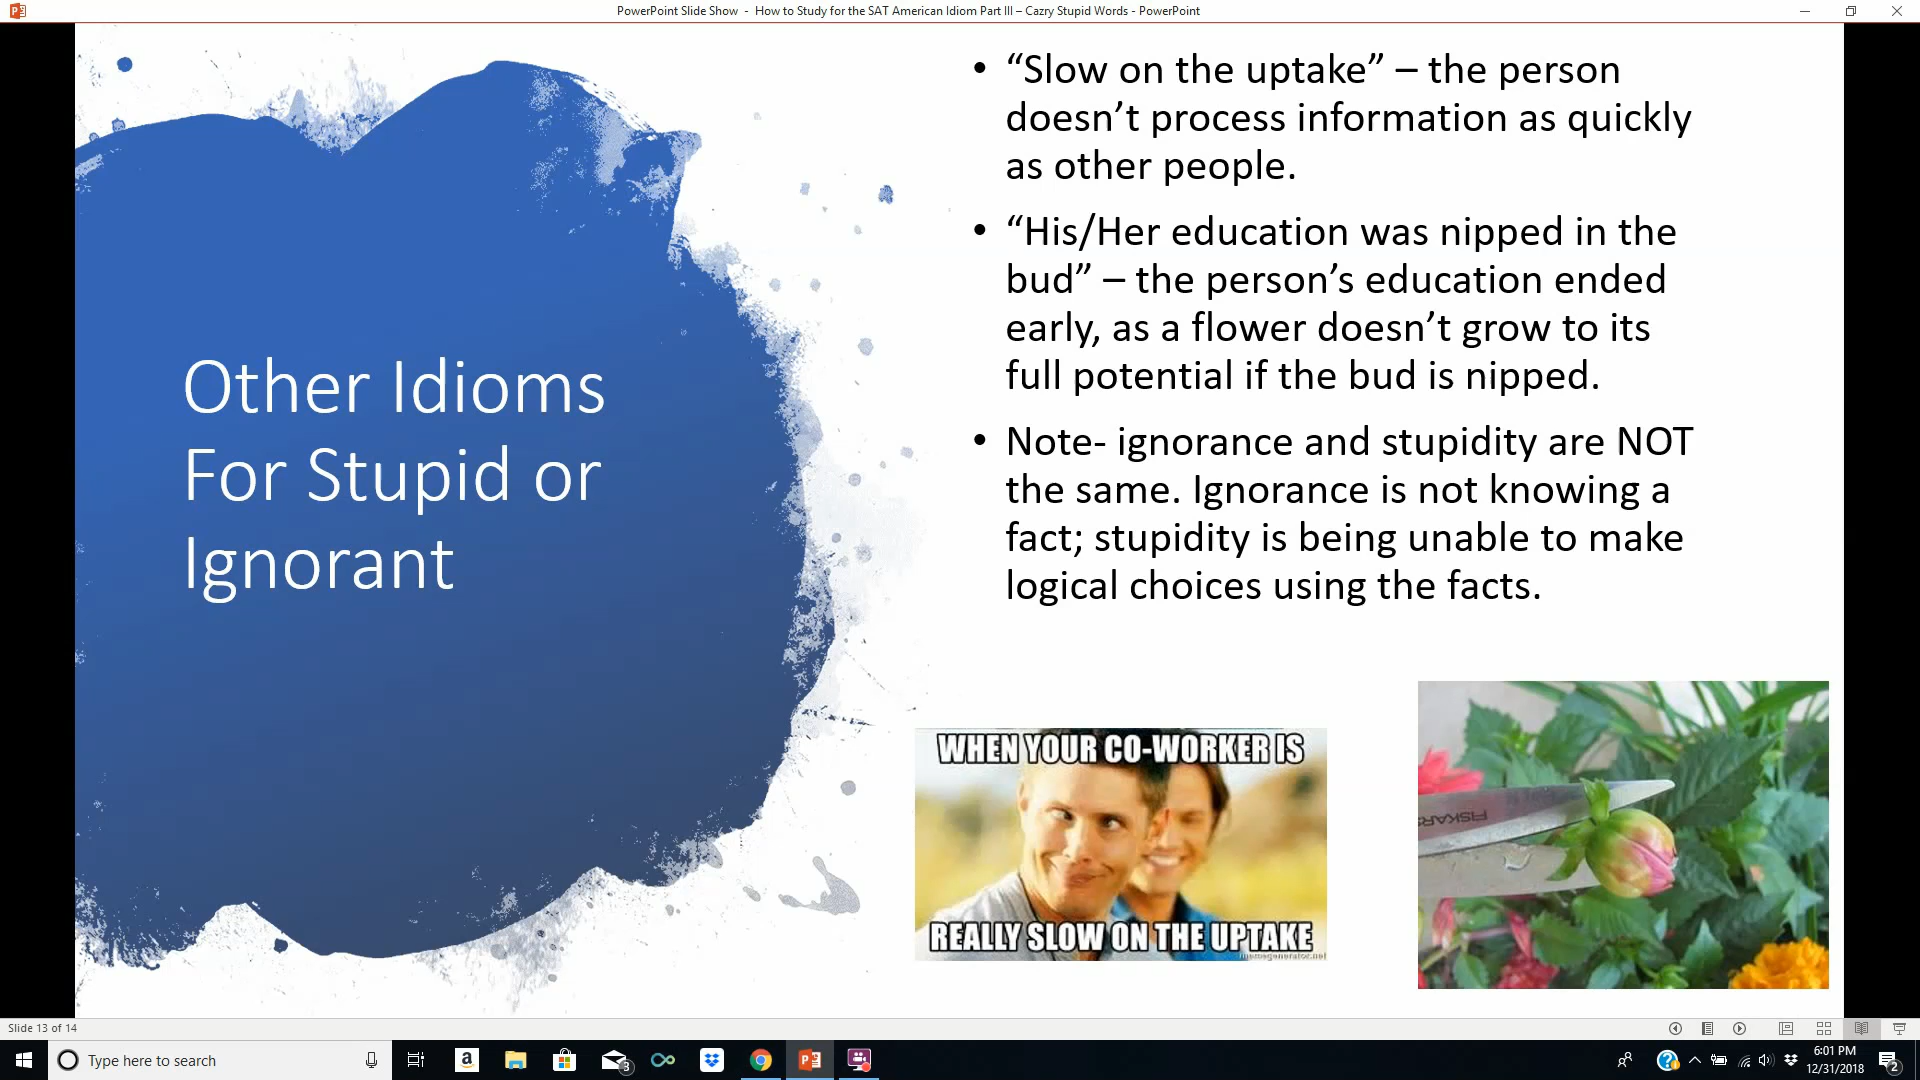 PowerPoint Slide Show - How to Study for the SAT American Idiom Part III – Cazry Stupid Words - PowerPoint
Other Idioms
For Stupid or
Ignorant
• “Slow on the uptake” – the person
doesn’t process information as quickly
as other people.
• “His/Her education was nipped in the
bud” – the person’s education ended
early, as a flower doesn’t grow to its
full potential if the bud is nipped.
• Note- ignorance and stupidity are NOT
the same. Ignorance is not knowing a
fact; stupidity is being unable to make
logical choices using the facts.
WHEN YOUR CO-WORKER IS
REALLY SLOW ON THE UPTAKE
memegenerator.net
FISKARS
Slide 13 of 14
Type here to search
3
6:01 PM
12/31/2018
2